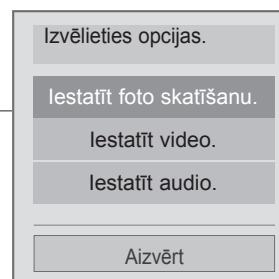 Izvēlieties opcijas.
Iestatīt foto skatīšanu.
Iestatīt video.
Iestatīt audio.
Aizvērt